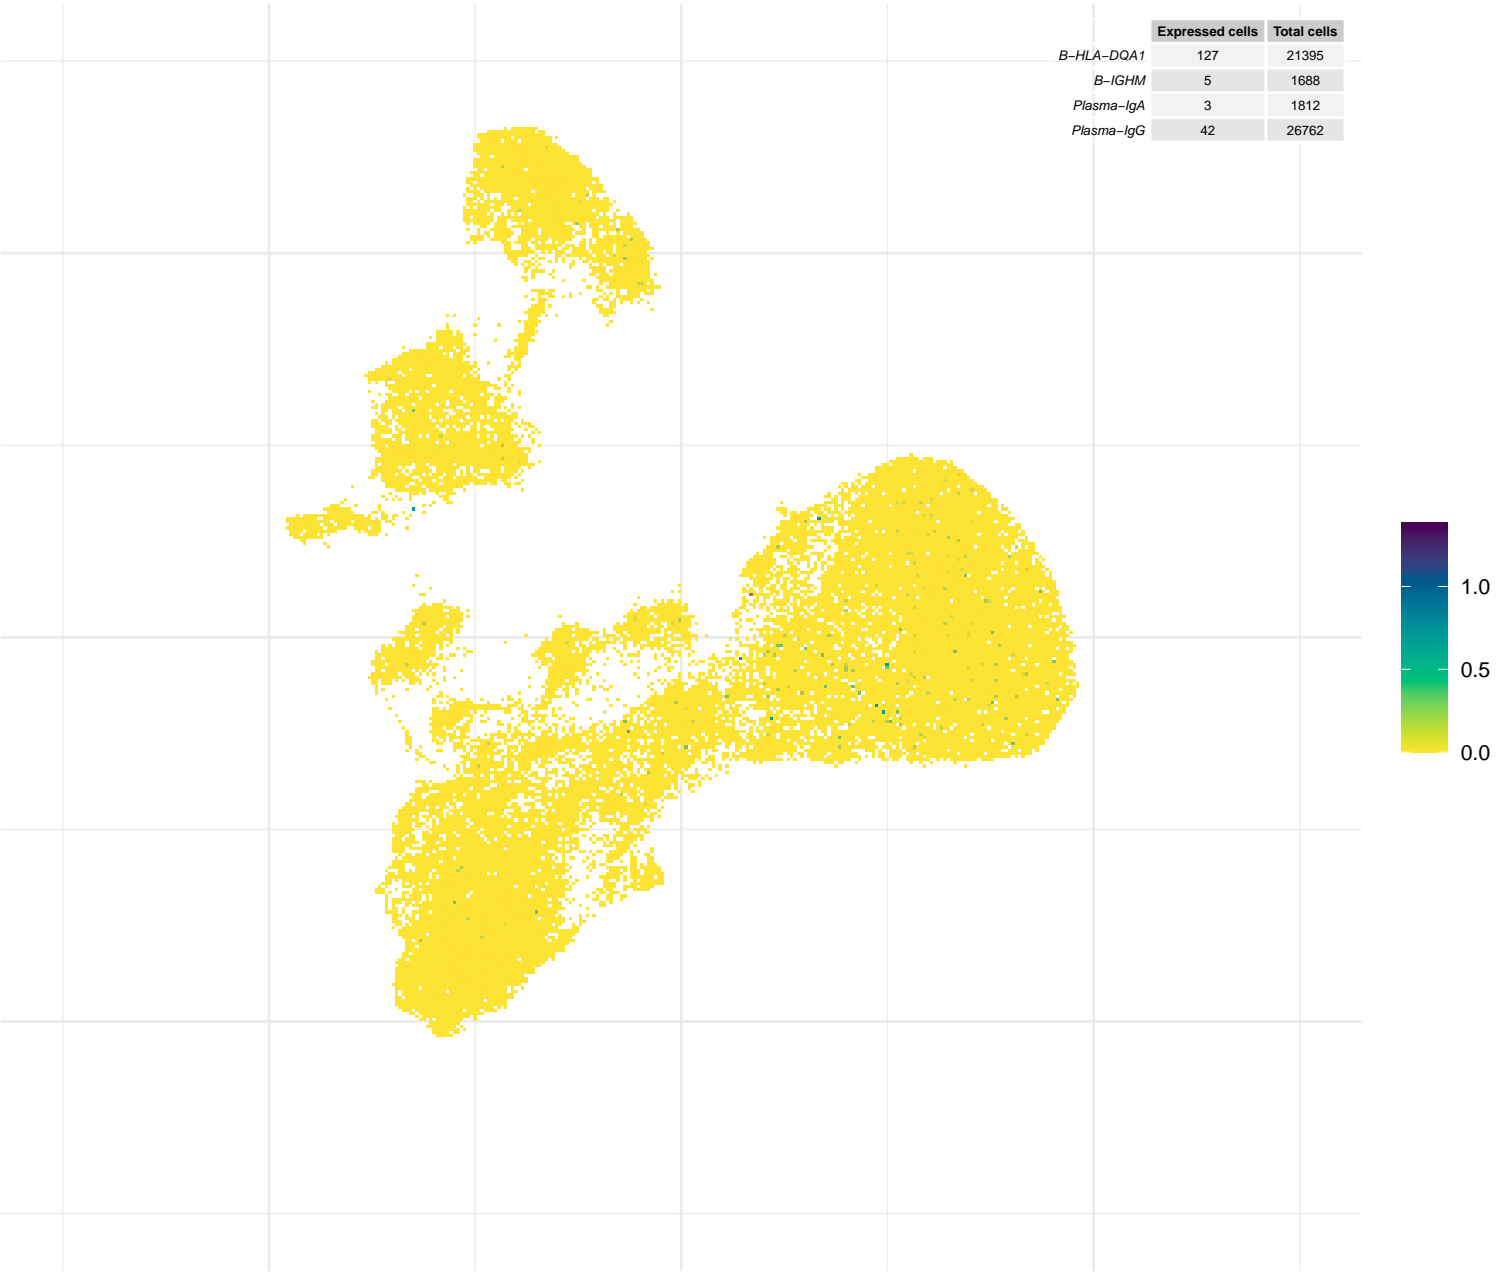 Expressed cells Total cells
B−HLA−DQA1 127 21395
B−IGHM 5 1688
Plasma−IgA 3 1812
Plasma−IgG 42 26762
1.0
0.5
0.0